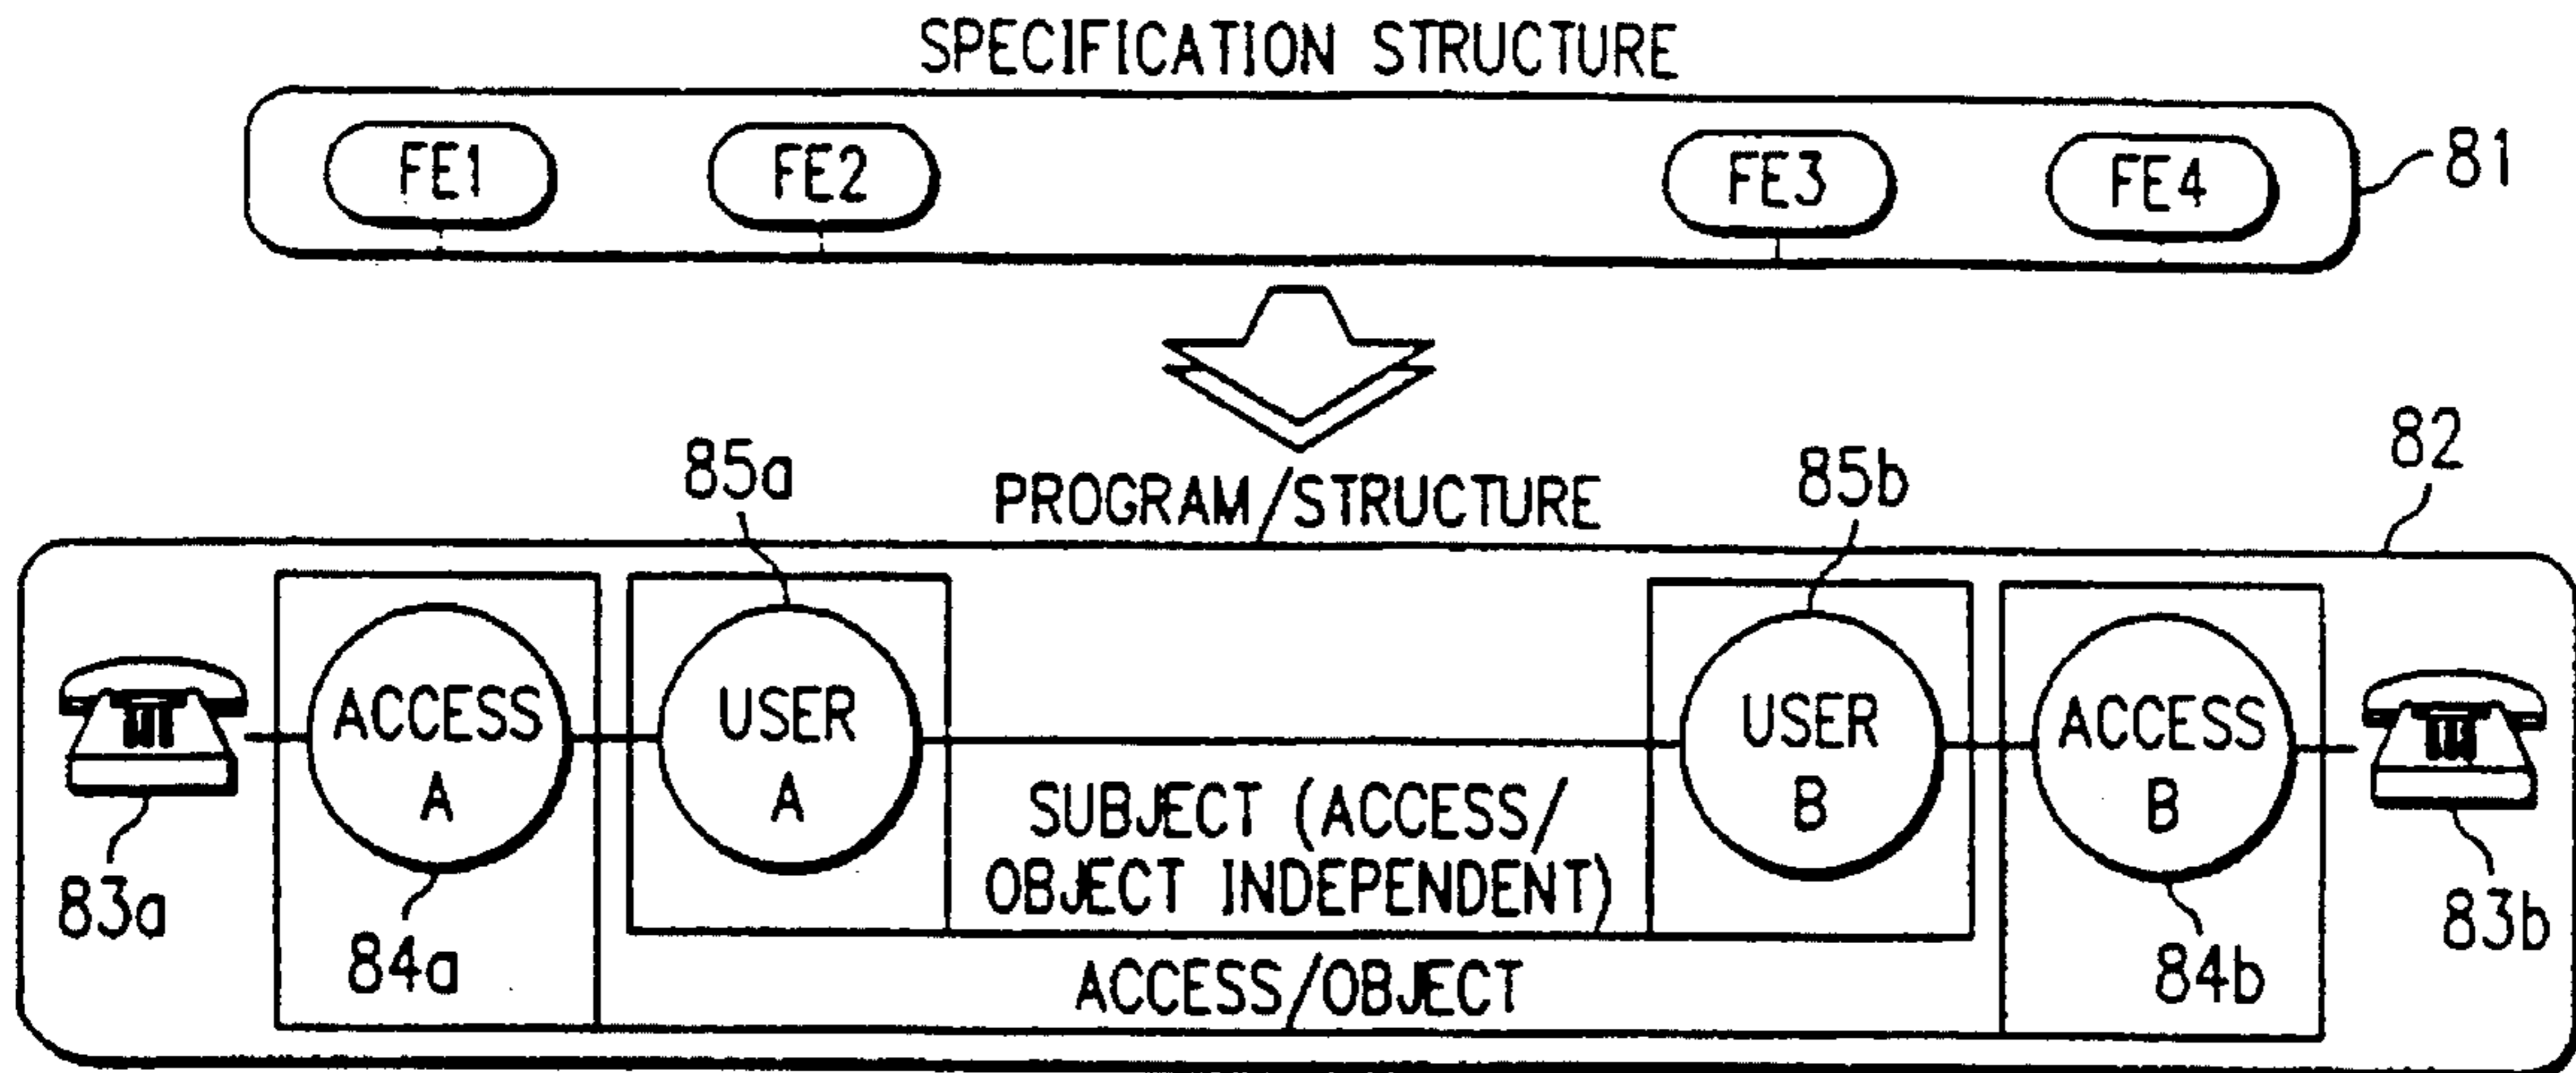 SPECIFICATION STRUCTURE
FE1
FE2
FE3
FE4
81
82
85a
PROGRAM/STRUCTURE
85b
ACCESS
A
USER
A
USER
B
ACCESS
B
SUBJECT (ACCESS/
OBJECT INDEPENDENT)
83a
84a
ACCESS/OBJECT
84b
83b